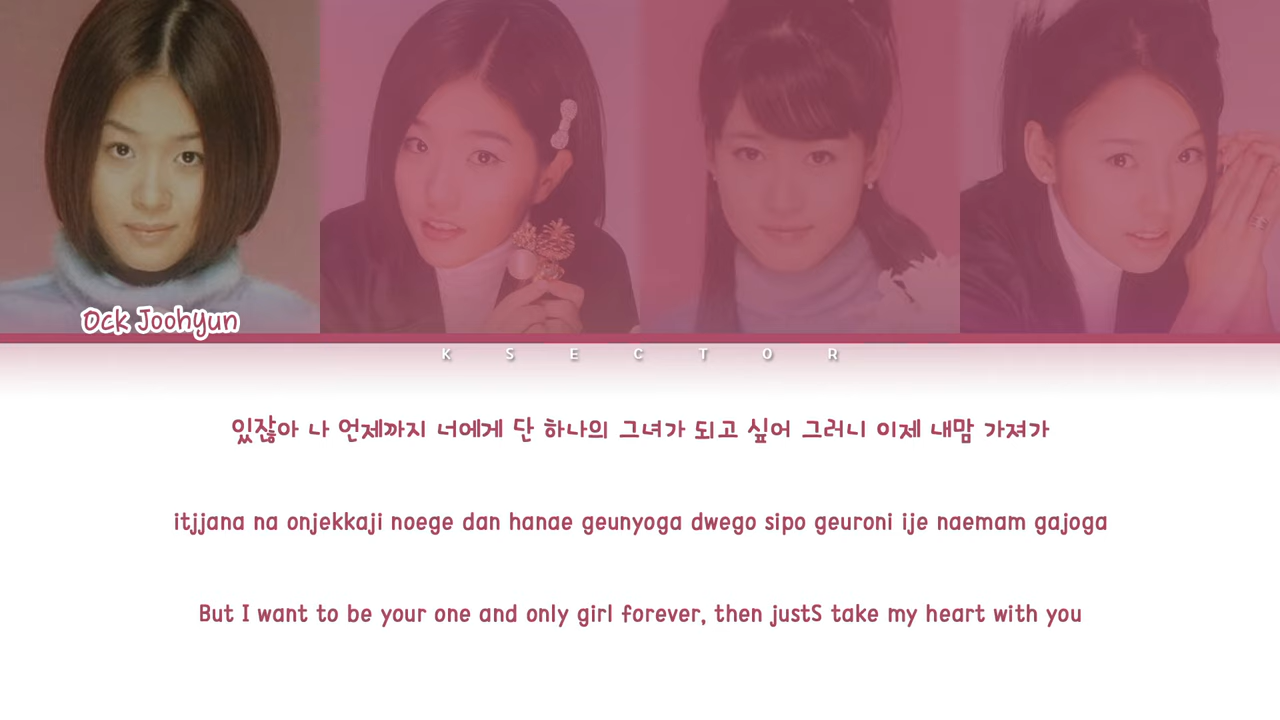 Ock Joohyun
K S E C T O R
있잖아 나 언제까지 너에게 단 하나의 그녀가 되고 싶어 그러니 이제 내맘 가져가
itjjana na onjekkaji noege dan hanae geunyoga dwego sipo geuroni ije naemam gajoga
But I want to be your one and only girl forever, then justS take my heart with you